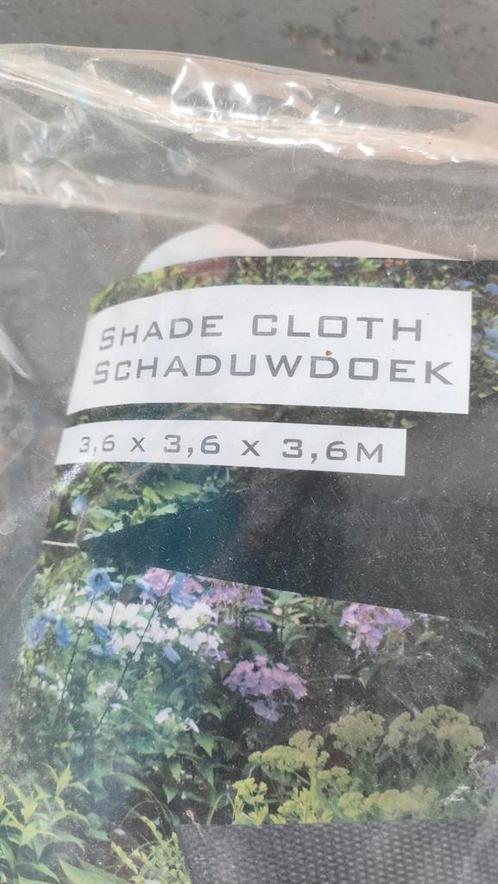 SHADE CLOTH
SCHADUWDOEK
3,6 x 3,6 x 3,6M